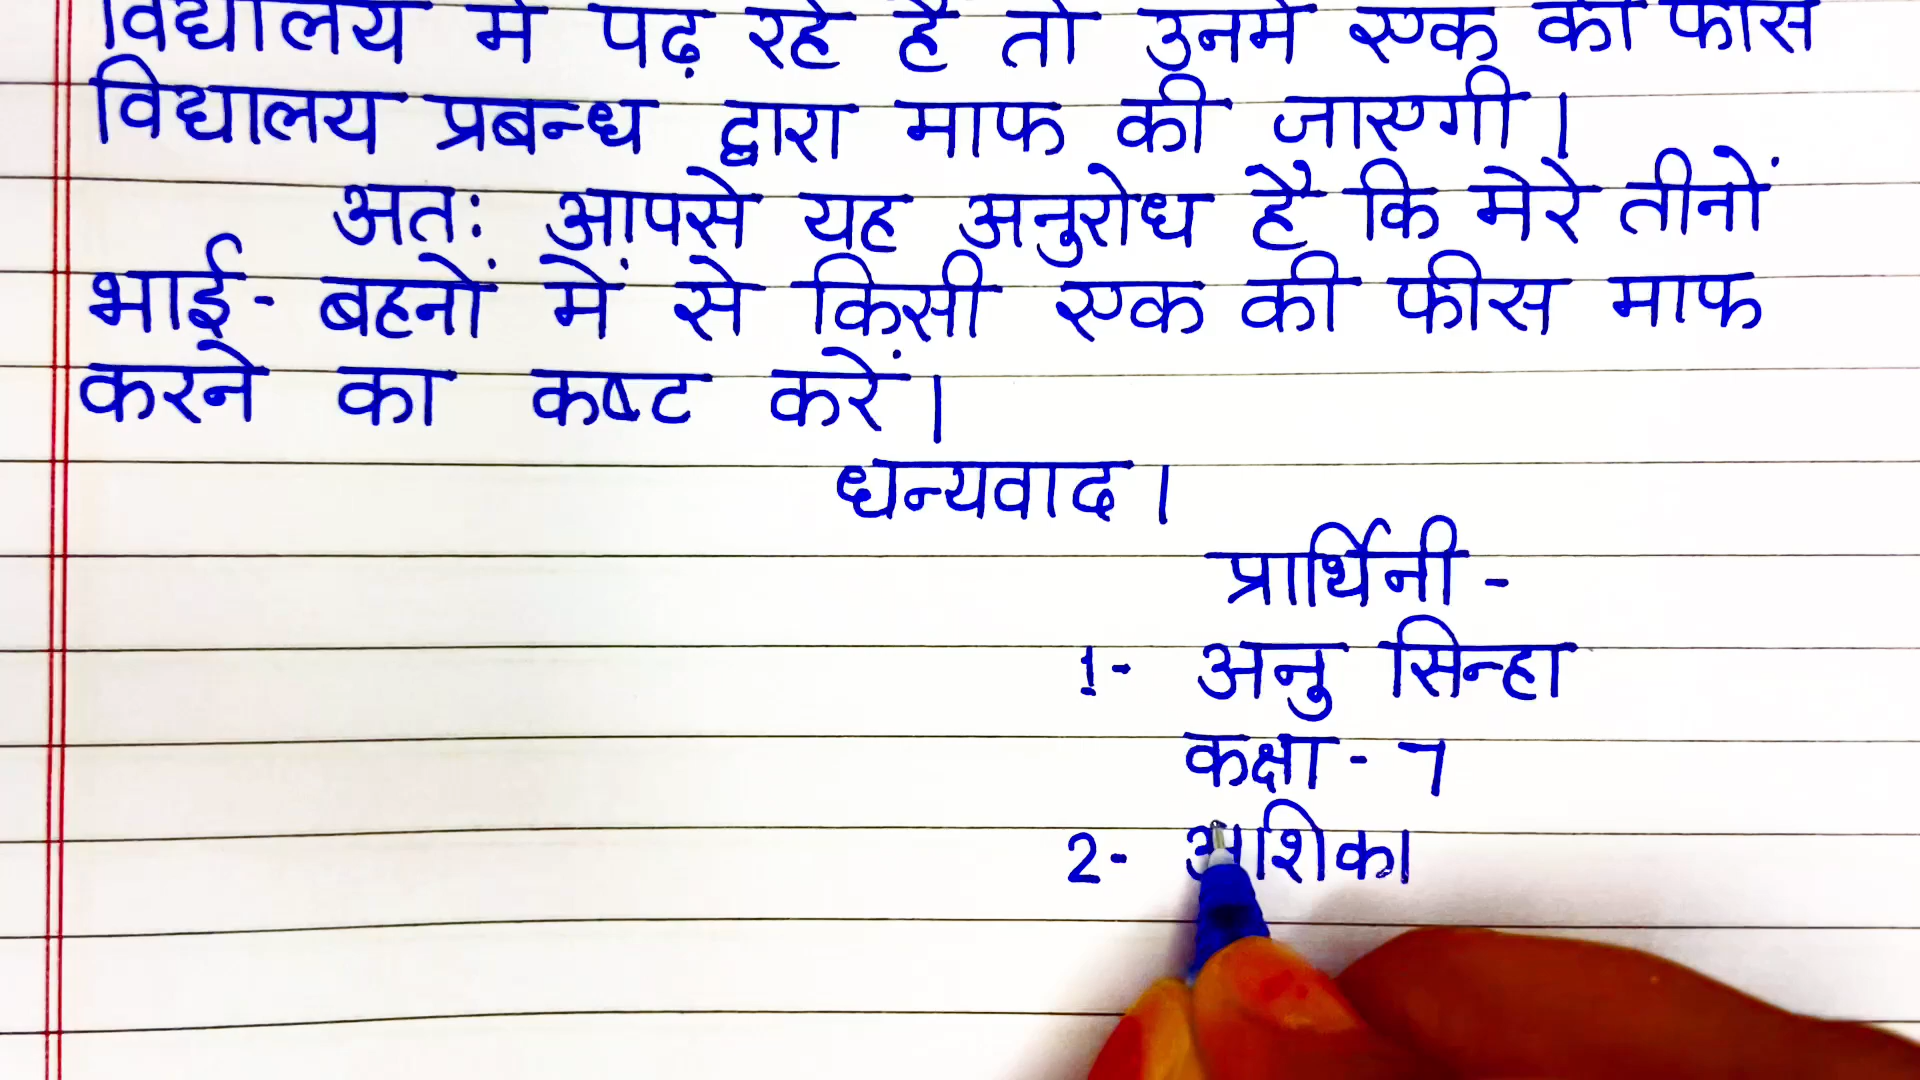 विद्यालय में पढ़ रहे हैं तो उनमें एक की फीस
विद्यालय प्रबन्ध द्वारा माफ की जाएगी।
अतः आपसे यह अनुरोध है कि मेरे तीनों
भाई - बहनों में से किसी एक की फीस माफ
करने का कष्ट करें।
धन्यवाद।
प्रार्थिनी -
1- अनु सिन्हा
कक्षा - 7
2-